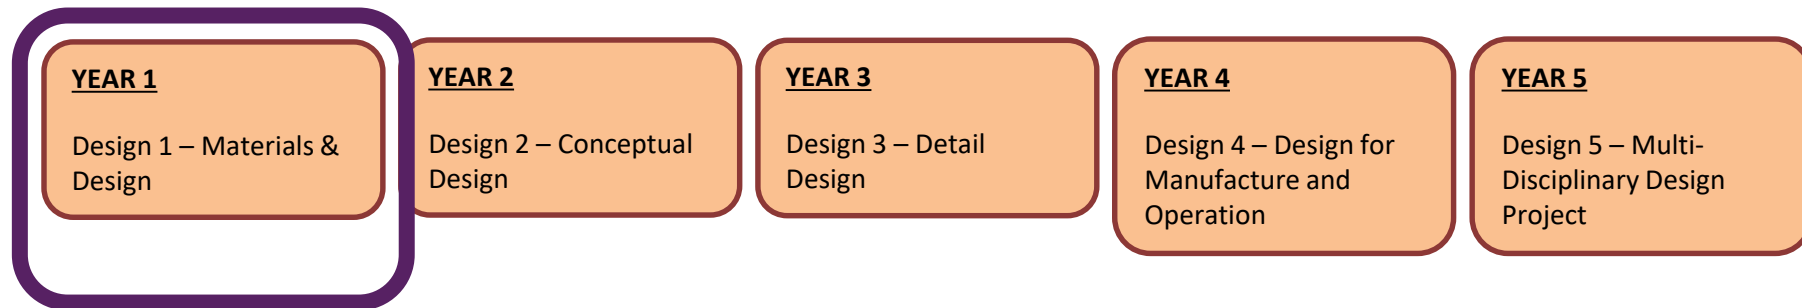 YEAR 1
Design 1 – Materials &
Design
YEAR 2
Design 2 – Conceptual
Design
YEAR 3
Design 3 – Detail
Design
YEAR 4
Design 4 – Design for
Manufacture and
Operation
YEAR 5
Design 5 – Multi-
Disciplinary Design
Project